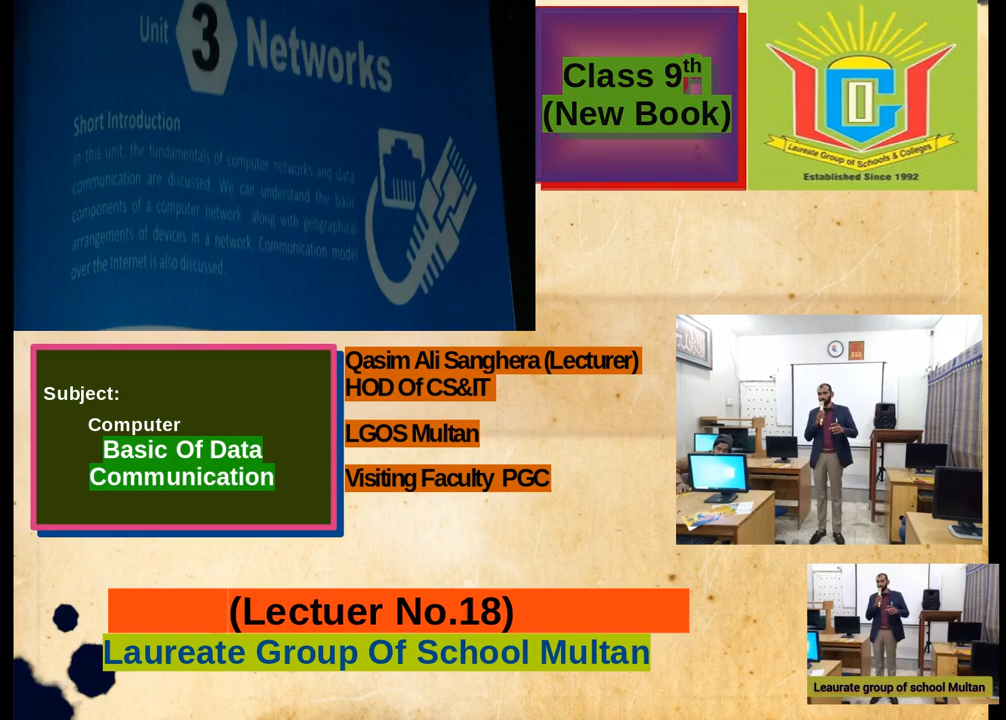 Unit 3 Networks
Short Introduction
In this unit, the fundamentals of computer networks and data
communication are discussed. We can understand the basic
components of a computer network along with geographical
arrangements of devices in a network. Communication model
over the Internet is also discussed.
Class 9th
(New Book)
Laureate Group of Schools & Colleges
Established Since 1992
Subject:
Computer
Basic Of Data
Communication
Qasim Ali Sanghera (Lecturer)
HOD Of CS&IT
LGOS Multan
Visiting Faculty PGC
(Lectuer No.18)
Laureate Group Of School Multan
Leaurate group of school Multan